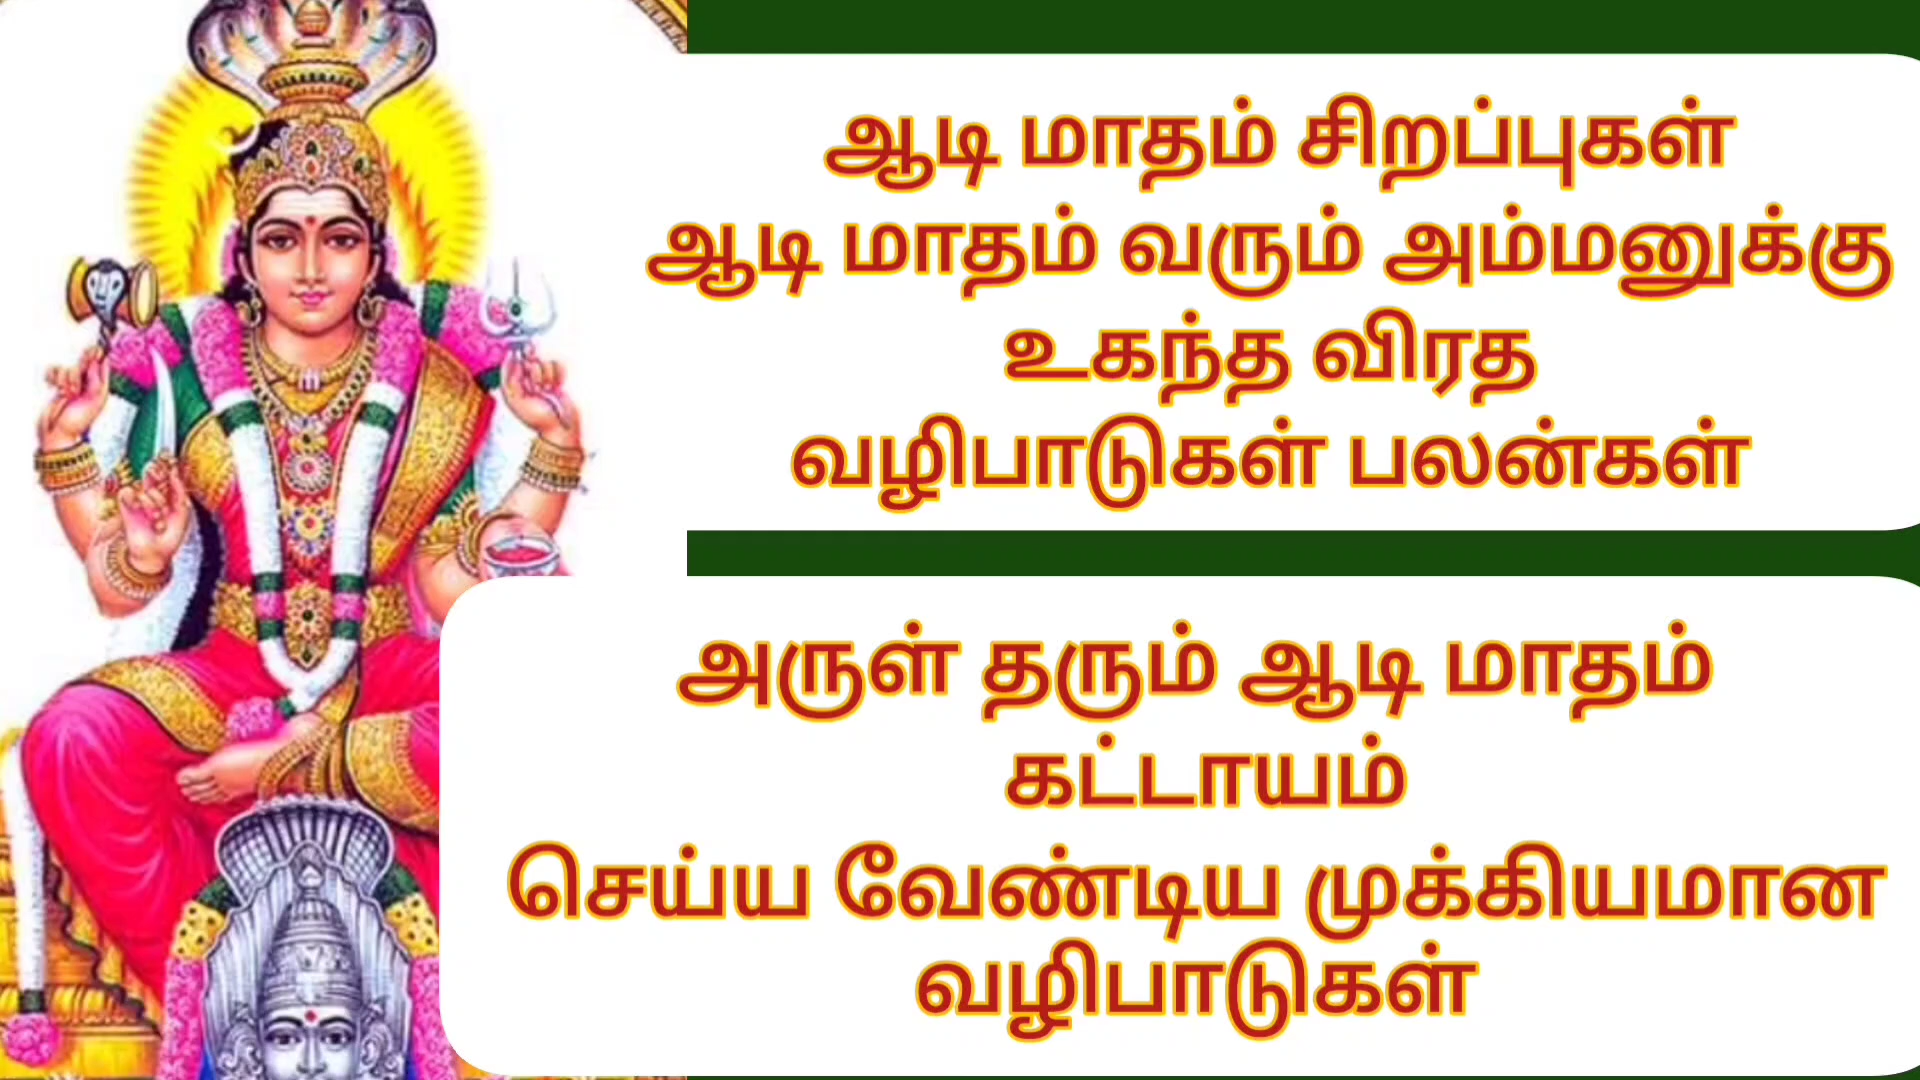 ஆடி மாதம் சிறப்புகள்
ஆடி மாதம் வரும் அம்மனுக்கு
உகந்த விரத
வழிபாடுகள் பலன்கள்
அருள் தரும் ஆடி மாதம்
கட்டாயம்
செய்ய வேண்டிய முக்கியமான
வழிபாடுகள்